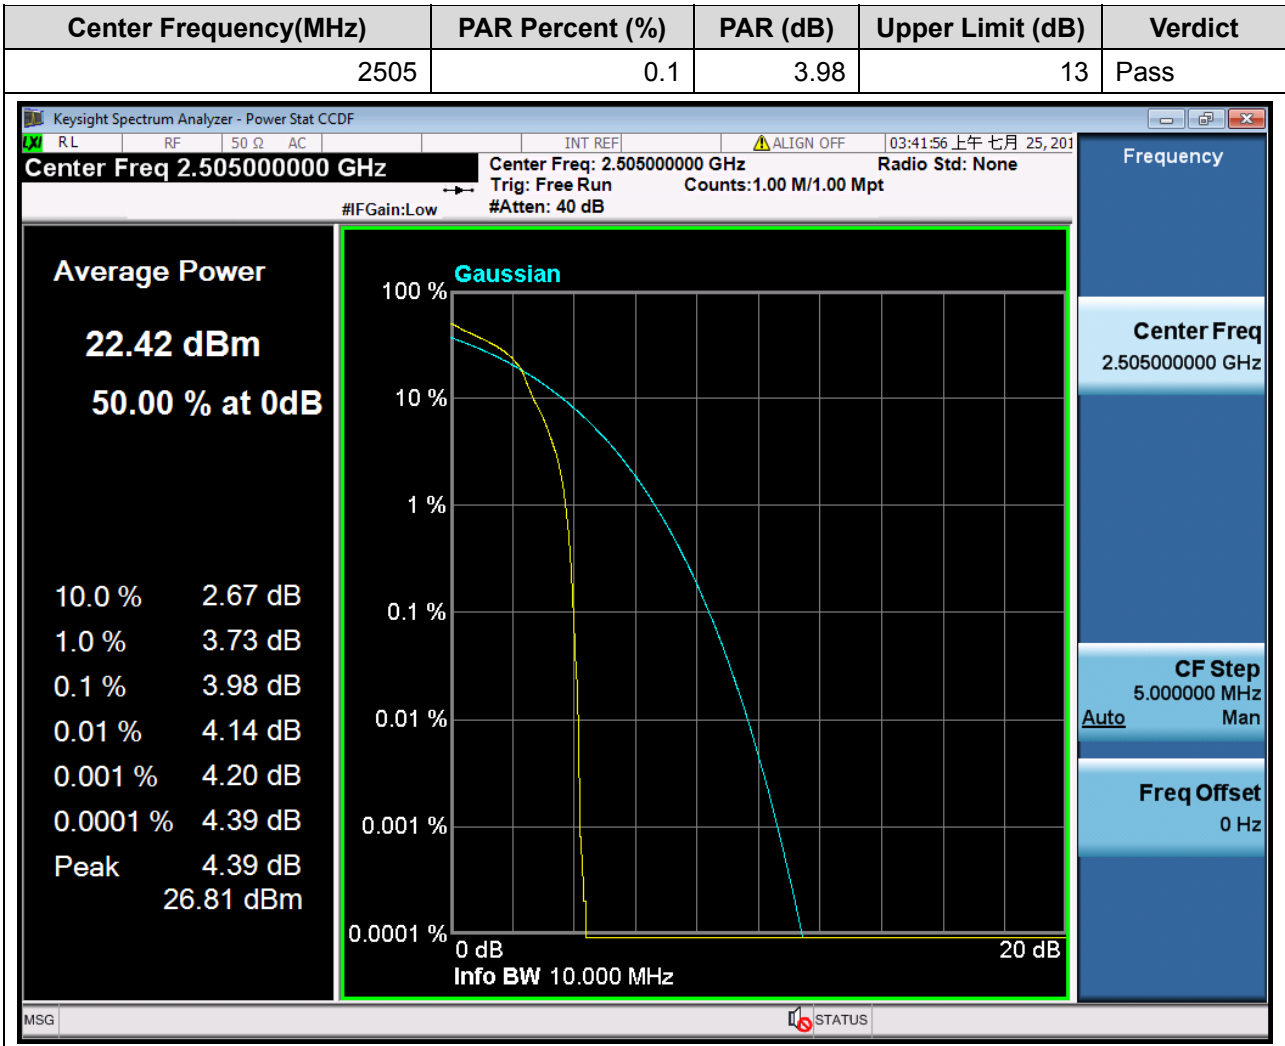 Center Frequency(MHz) PAR Percent (%) PAR (dB) Upper Limit (dB) Verdict
2505 0.1 3.98 13 Pass
Keysight Spectrum Analyzer - Power Stat CCDF
LXI RL RF 50 Ω AC INT REF ALIGN OFF 03:41:56 上午 七月 25, 201
Center Freq 2.505000000 GHz
Center Freq: 2.505000000 GHz Radio Std: None
Trig: Free Run Counts:1.00 M/1.00 Mpt
#IFGain:Low #Atten: 40 dB
Average Power
22.42 dBm
50.00 % at 0dB
10.0 % 2.67 dB
1.0 % 3.73 dB
0.1 % 3.98 dB
0.01 % 4.14 dB
0.001 % 4.20 dB
0.0001 % 4.39 dB
Peak 4.39 dB
26.81 dBm
Gaussian
100 %
10 %
1 %
0.1 %
0.01 %
0.001 %
0.0001 %
0 dB 20 dB
Info BW 10.000 MHz
Frequency
Center Freq
2.505000000 GHz
CF Step
5.000000 MHz
Auto Man
Freq Offset
0 Hz
MSG STATUS